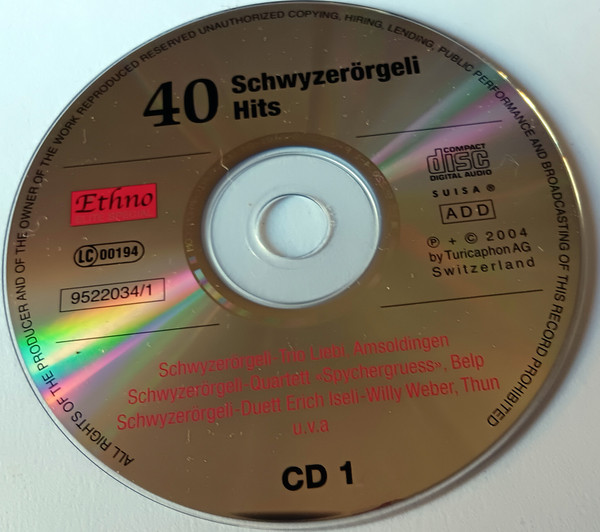 ALL RIGHTS OF THE PRODUCER AND OF THE OWNER OF THE WORK REPRODUCED RESERVED UNAUTHORIZED COPYING, HIRING, LENDING, PUBLIC PERFORMANCE AND BROADCASTING OF THIS RECORD PROHIBITED
40 Schwyzerörgeli
Hits
COMPACT
disc
DIGITAL AUDIO
SUISA ®
ADD
Ethno
LC 00194
9522034/1
℗ + © 2004
by Turicaphon AG
Switzerland
Schwyzerörgeli-Trio Liebi, Amsoldingen
Schwyzerörgeli-Quartett «Spychergruess», Belp
Schwyzerörgeli-Duett Erich Iseli-Willy Weber, Thun
u.v.a
CD 1